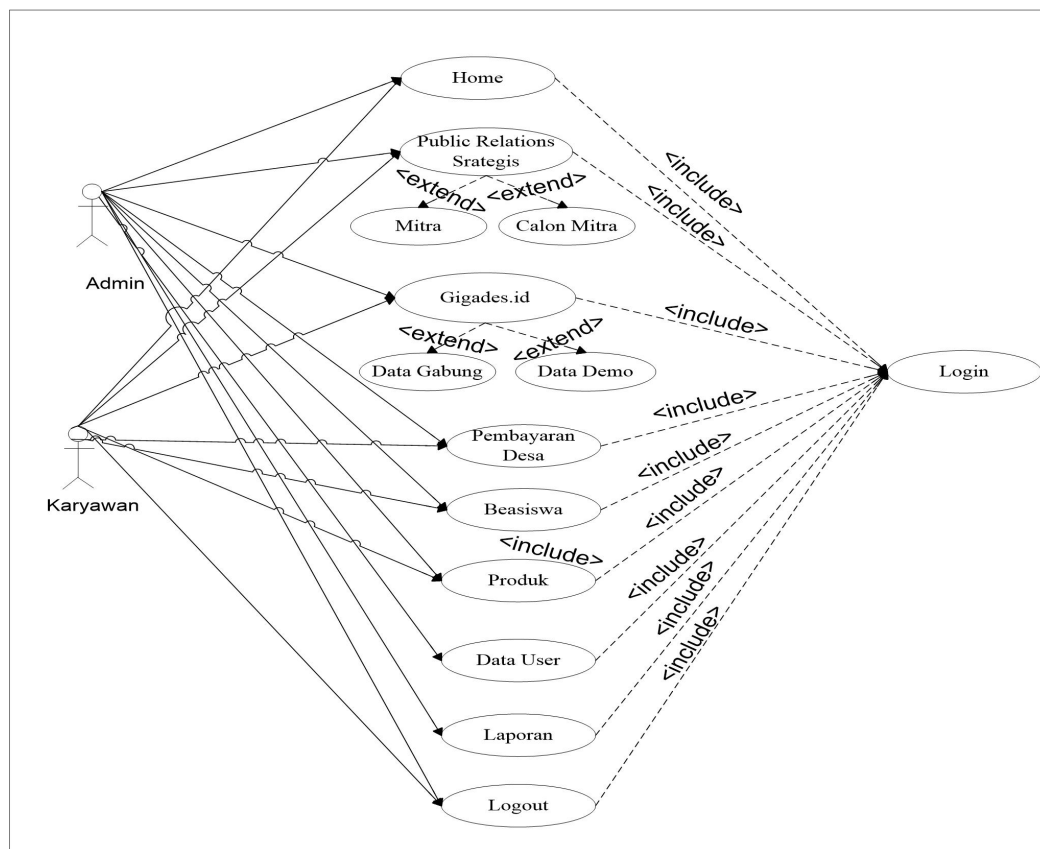 Home
Public Relations
Srategis
<include>
<include>
<extend>
<extend>
Mitra
Calon Mitra
Admin
Gigades.id
<include>
<extend>
<extend>
Data Gabung
Data Demo
Login
<include>
Pembayaran
Desa
<include>
Karyawan
Beasiswa
<include>
<include>
Produk
<include>
<include>
Data User
<include>
Laporan
Logout